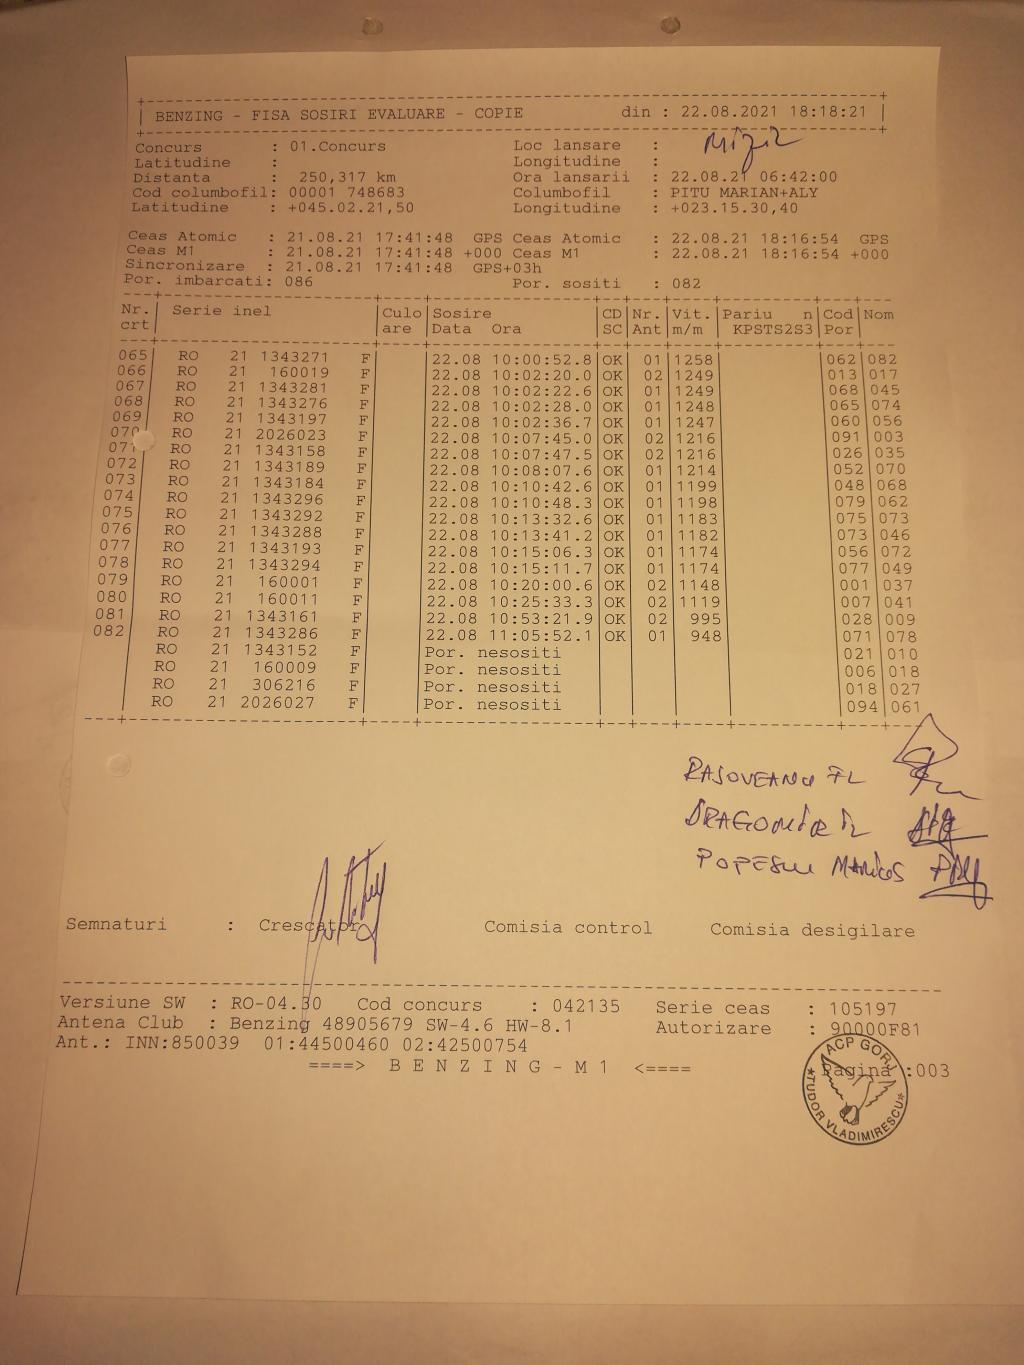 BENZING - FISA SOSIRI EVALUARE - COPIE din : 22.08.2021 18:18:21
Concurs : 01.Concurs Loc lansare : Mizil
Latitudine : Longitudine :
Distanta : 250,317 km Ora lansarii : 22.08.21 06:42:00
Cod columbofil: 00001 748683 Columbofil : PITU MARIAN+ALY
Latitudine : +045.02.21,50 Longitudine : +023.15.30,40
Ceas Atomic : 21.08.21 17:41:48 GPS Ceas Atomic : 22.08.21 18:16:54 GPS
Ceas M1 : 21.08.21 17:41:48 +000 Ceas M1 : 22.08.21 18:16:54 +000
Sincronizare : 21.08.21 17:41:48 GPS+03h
Por. imbarcati: 086 Por. sositi : 082
Nr. Serie inel Culo Sosire CD Nr. Vit. Pariu n Cod Nom
crt are Data Ora SC Ant m/m KPSTS2S3 Por
065 RO 21 1343271 F 22.08 10:00:52.8 OK 01 1258 062 082
066 RO 21 160019 F 22.08 10:02:20.0 OK 02 1249 013 017
067 RO 21 1343281 F 22.08 10:02:22.6 OK 01 1249 068 045
068 RO 21 1343276 F 22.08 10:02:28.0 OK 01 1248 065 074
069 RO 21 1343197 F 22.08 10:02:36.7 OK 01 1247 060 056
070 RO 21 2026023 F 22.08 10:07:45.0 OK 02 1216 091 003
071 RO 21 1343158 F 22.08 10:07:47.5 OK 02 1216 026 035
072 RO 21 1343189 F 22.08 10:08:07.6 OK 01 1214 052 070
073 RO 21 1343184 F 22.08 10:10:42.6 OK 01 1199 048 068
074 RO 21 1343296 F 22.08 10:10:48.3 OK 01 1198 079 062
075 RO 21 1343292 F 22.08 10:13:32.6 OK 01 1183 075 073
076 RO 21 1343288 F 22.08 10:13:41.2 OK 01 1182 073 046
077 RO 21 1343193 F 22.08 10:15:06.3 OK 01 1174 056 072
078 RO 21 1343294 F 22.08 10:15:11.7 OK 01 1174 077 049
079 RO 21 160001 F 22.08 10:20:00.6 OK 02 1148 001 037
080 RO 21 160011 F 22.08 10:25:33.3 OK 02 1119 007 041
081 RO 21 1343161 F 22.08 10:53:21.9 OK 02 995 028 009
082 RO 21 1343286 F 22.08 11:05:52.1 OK 01 948 071 078
RO 21 1343152 F Por. nesositi 021 010
RO 21 160009 F Por. nesositi 006 018
RO 21 306216 F Por. nesositi 018 027
RO 21 2026027 F Por. nesositi 094 061
RASOVEANU FL
DRAGOMIR
POPESCU
Semnaturi : Crescator Comisia control Comisia desigilare
Versiune SW : RO-04.30 Cod concurs : 042135 Serie ceas : 105197
Antena Club : Benzing 48905679 SW-4.6 HW-8.1 Autorizare : 90000F81
Ant.: INN:850039 01:44500460 02:42500754
====> B E N Z I N G - M 1 <==== Pagina :003
ACP GORJ
*TUDOR VLADIMIRESCU*